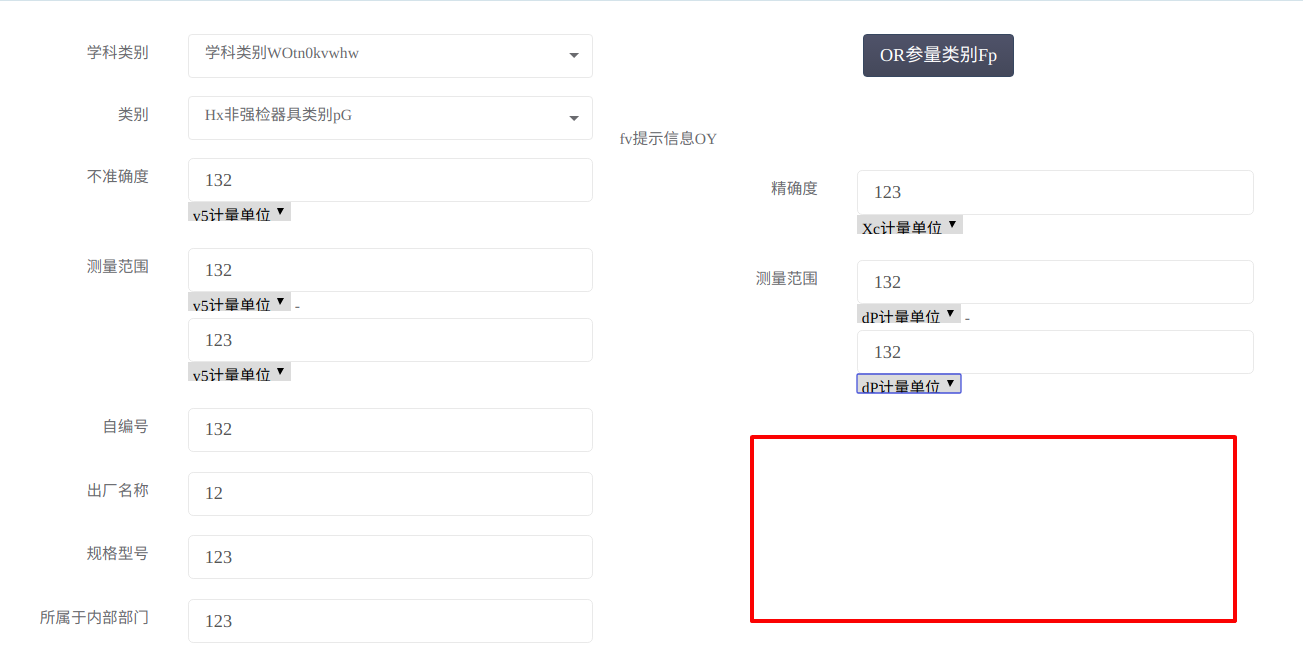 学科类别 学科类别WOtn0kvwhw OR参量类别Fp
类别 Hx非强检器具类别pG
fv提示信息OY
不准确度 132
精确度 123
v5计量单位
Xc计量单位
测量范围 132
测量范围 132
v5计量单位 -
dP计量单位 -
123
132
v5计量单位
dP计量单位
自编号 132
出厂名称 12
规格型号 123
所属于内部部门 123